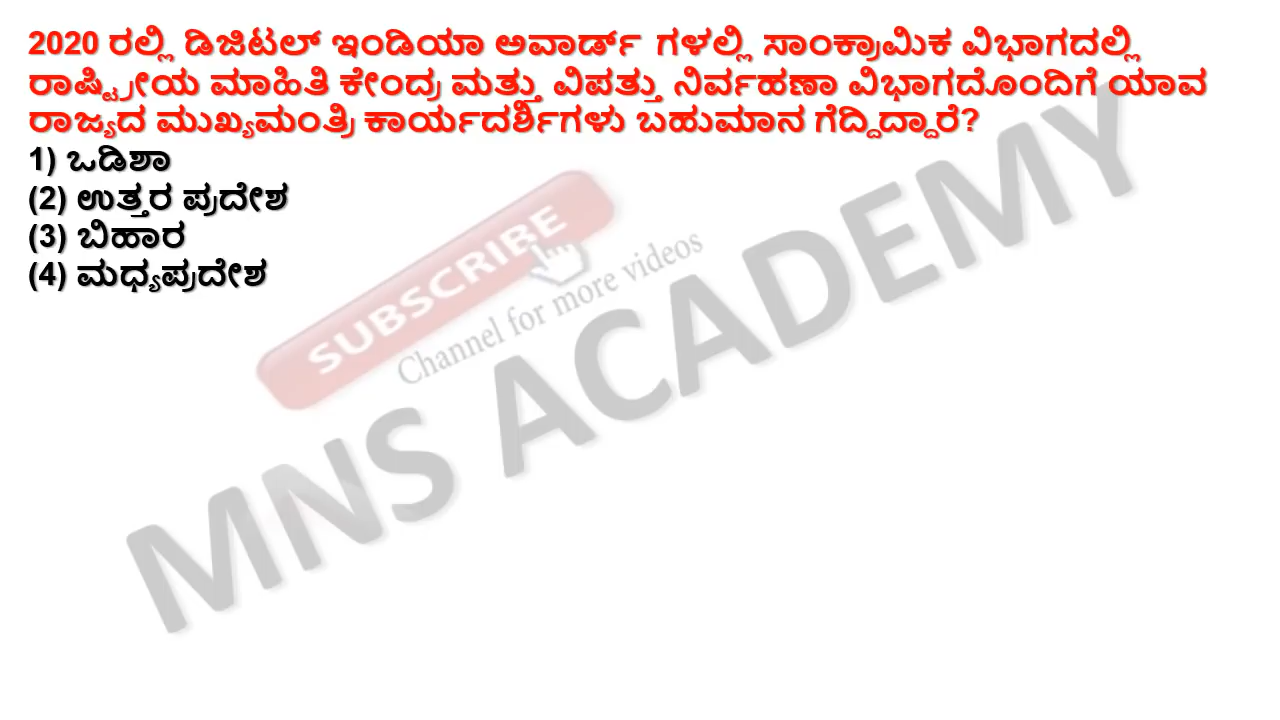 2020 ರಲ್ಲಿ ಡಿಜಿಟಲ್ ಇಂಡಿಯಾ ಅವಾರ್ಡ್ ಗಳಲ್ಲಿ ಸಾಂಕ್ರಾಮಿಕ ವಿಭಾಗದಲ್ಲಿ
ರಾಷ್ಟ್ರೀಯ ಮಾಹಿತಿ ಕೇಂದ್ರ ಮತ್ತು ವಿಪತ್ತು ನಿರ್ವಹಣಾ ವಿಭಾಗದೊಂದಿಗೆ ಯಾವ
ರಾಜ್ಯದ ಮುಖ್ಯಮಂತ್ರಿ ಕಾರ್ಯದರ್ಶಿಗಳು ಬಹುಮಾನ ಗೆದ್ದಿದ್ದಾರೆ?
1) ಒಡಿಶಾ
(2) ಉತ್ತರ ಪ್ರದೇಶ
(3) ಬಿಹಾರ
(4) ಮಧ್ಯಪ್ರದೇಶ
SUBSCRIBE
Channel for more videos
MNS ACADEMY